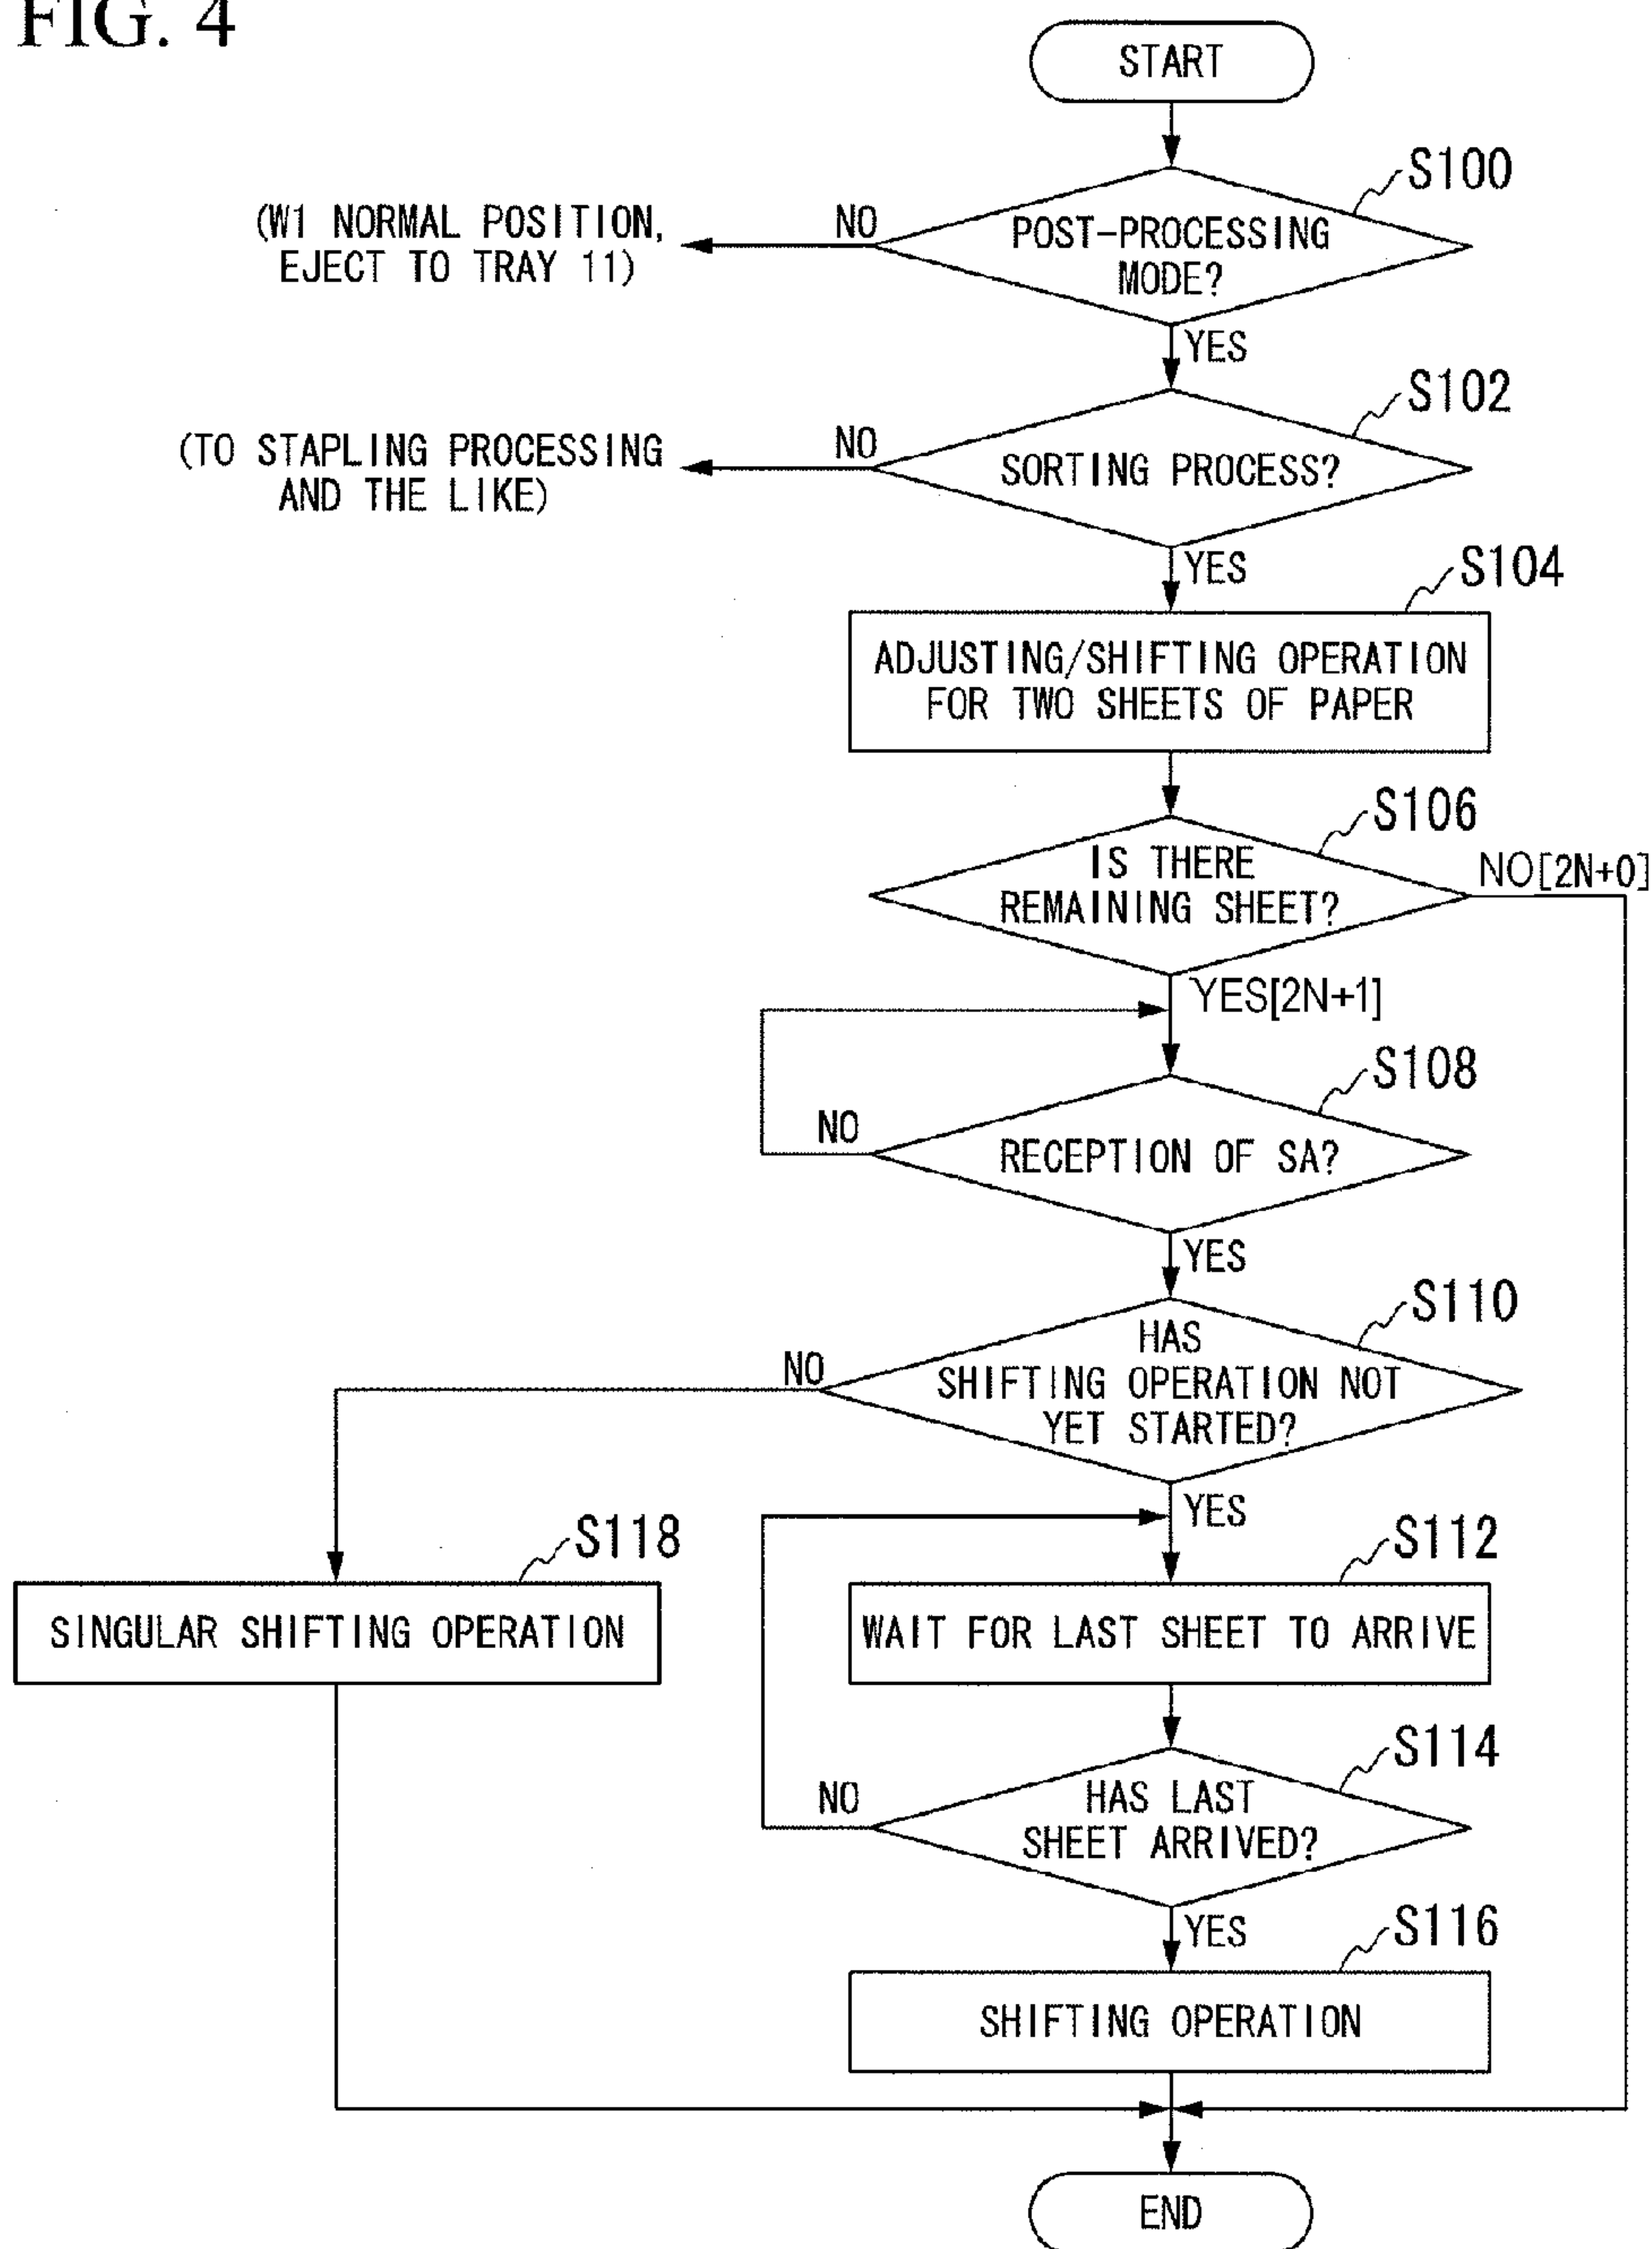 FIG. 4
START
S100
POST-PROCESSING
MODE?
NO
(W1 NORMAL POSITION,
EJECT TO TRAY 11)
YES
S102
SORTING PROCESS?
NO
(TO STAPLING PROCESSING
AND THE LIKE)
YES
S104
ADJUSTING/SHIFTING OPERATION
FOR TWO SHEETS OF PAPER
S106
IS THERE
REMAINING SHEET?
NO[2N+0]
YES[2N+1]
S108
RECEPTION OF SA?
NO
YES
S110
HAS
SHIFTING OPERATION NOT
YET STARTED?
NO
YES
S118
SINGULAR SHIFTING OPERATION
S112
WAIT FOR LAST SHEET TO ARRIVE
S114
HAS LAST
SHEET ARRIVED?
NO
YES
S116
SHIFTING OPERATION
END